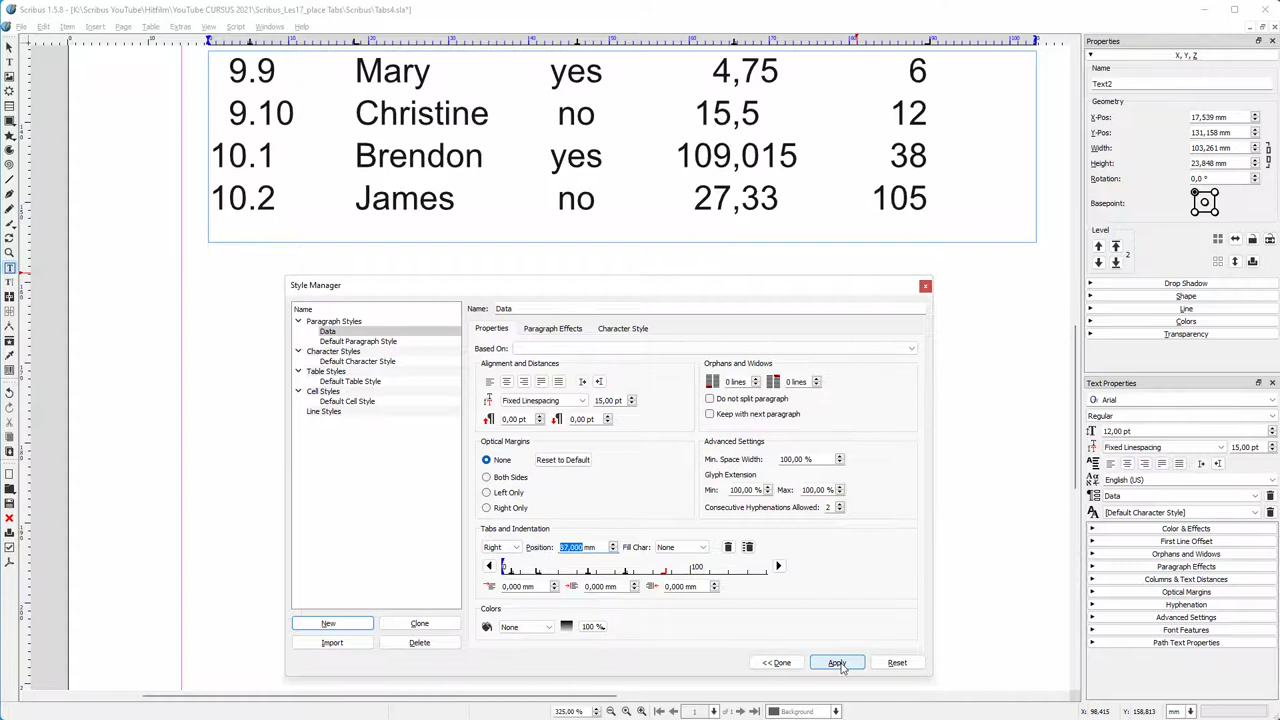 Scribus 1.5.8 - [K:\Scribus YouTube\Hitfilm\YouTube CURSUS 2021\Scribus_Les17_place Tabs\Scribus\Tabs4.sla*]
File Edit Item Insert Page Table Extras View Script Windows Help
9.9 Mary yes 4,75 6
9.10 Christine no 15,5 12
10.1 Brendon yes 109,015 38
10.2 James no 27,33 105
Style Manager
Name
Paragraph Styles
Data
Default Paragraph Style
Character Styles
Default Character Style
Table Styles
Default Table Style
Cell Styles
Default Cell Style
Line Styles
New Clone
Import Delete
Name: Data
Properties Paragraph Effects Character Style
Based On:
Alignment and Distances
Fixed Linespacing 15,00 pt
0,00 pt 0,00 pt
Orphans and Widows
0 lines 0 lines
Do not split paragraph
Keep with next paragraph
Optical Margins
None Reset to Default
Both Sides
Left Only
Right Only
Advanced Settings
Min. Space Width: 100,00 %
Glyph Extension
Min: 100,00 % Max: 100,00 %
Consecutive Hyphenations Allowed: 2
Tabs and Indentation
Right Position: mm Fill Char: None
0 100
0,000 mm 0,000 mm 0,000 mm
Colors
None 100 %
<< Done Apply Reset
Properties
X, Y, Z
Name
Text2
Geometry
X-Pos: 17,539 mm
Y-Pos: 131,158 mm
Width: 103,261 mm
Height: 23,848 mm
Rotation: 0,0 °
Basepoint:
Level
2
Drop Shadow
Shape
Line
Colors
Transparency
Text Properties
Arial
Regular
12,00 pt
Fixed Linespacing 15,00 pt
English (US)
Data
[Default Character Style]
Color & Effects
First Line Offset
Orphans and Widows
Paragraph Effects
Columns & Text Distances
Optical Margins
Hyphenation
Advanced Settings
Font Features
Path Text Properties
325,00 % 1 of 1 Background X: 98,415 Y: 158,813 mm